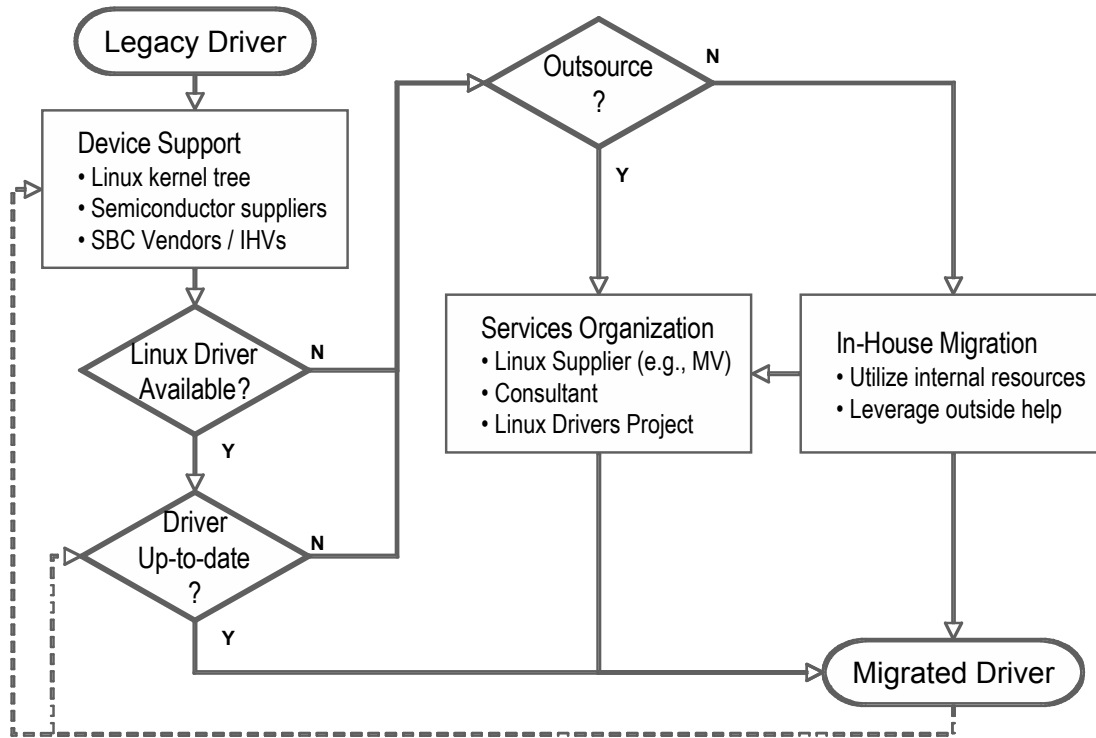 Legacy Driver
Device Support
• Linux kernel tree
• Semiconductor suppliers
• SBC Vendors / IHVs
Linux Driver
Available?
N
Y
Driver
Up-to-date
?
N
Y
Outsource
?
N
Y
Services Organization
• Linux Supplier (e.g., MV)
• Consultant
• Linux Drivers Project
In-House Migration
• Utilize internal resources
• Leverage outside help
Migrated Driver